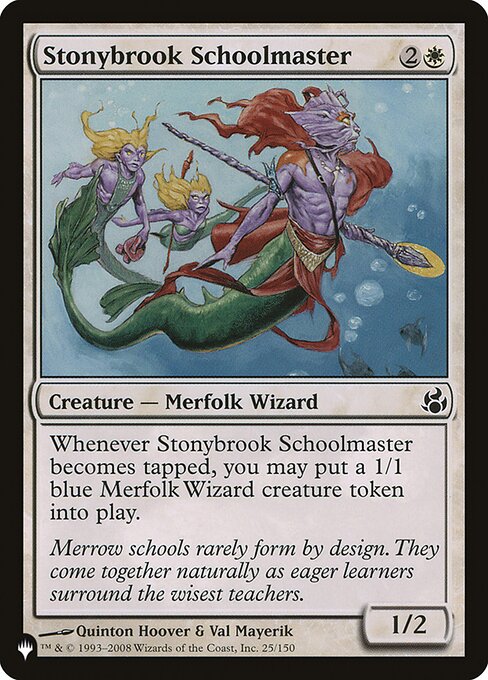 Stonybrook Schoolmaster 2
Creature — Merfolk Wizard
Whenever Stonybrook Schoolmaster
becomes tapped, you may put a 1/1
blue Merfolk Wizard creature token
into play.
Merrow schools rarely form by design. They
come together naturally as eager learners
surround the wisest teachers.
1/2
Quinton Hoover & Val Mayerik
™ & © 1993–2008 Wizards of the Coast, Inc. 25/150